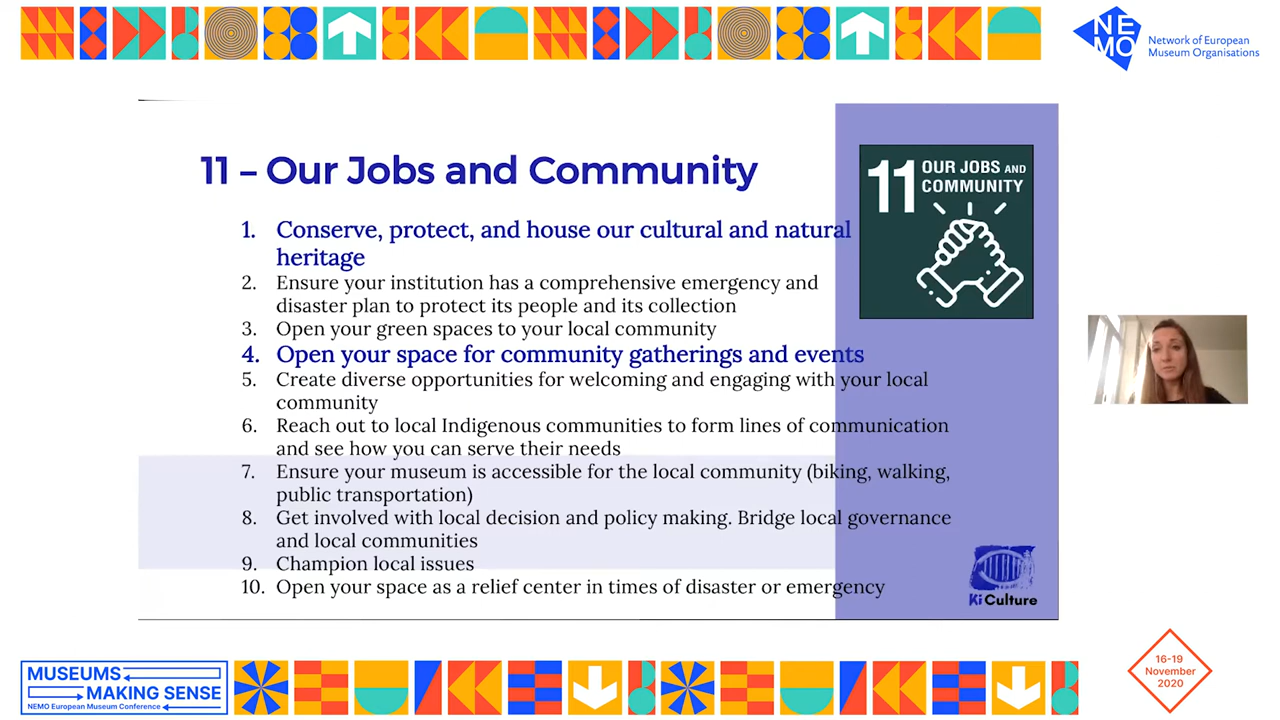 NE
MO
Network of European
Museum Organisations
11 – Our Jobs and Community
11 OUR JOBS AND
COMMUNITY
1. Conserve, protect, and house our cultural and natural
heritage
2. Ensure your institution has a comprehensive emergency and
disaster plan to protect its people and its collection
3. Open your green spaces to your local community
4. Open your space for community gatherings and events
5. Create diverse opportunities for welcoming and engaging with your local
community
6. Reach out to local Indigenous communities to form lines of communication
and see how you can serve their needs
7. Ensure your museum is accessible for the local community (biking, walking,
public transportation)
8. Get involved with local decision and policy making. Bridge local governance
and local communities
9. Champion local issues
10. Open your space as a relief center in times of disaster or emergency
Ki Culture
MUSEUMS
MAKING SENSE
NEMO European Museum Conference
16-19
November
2020